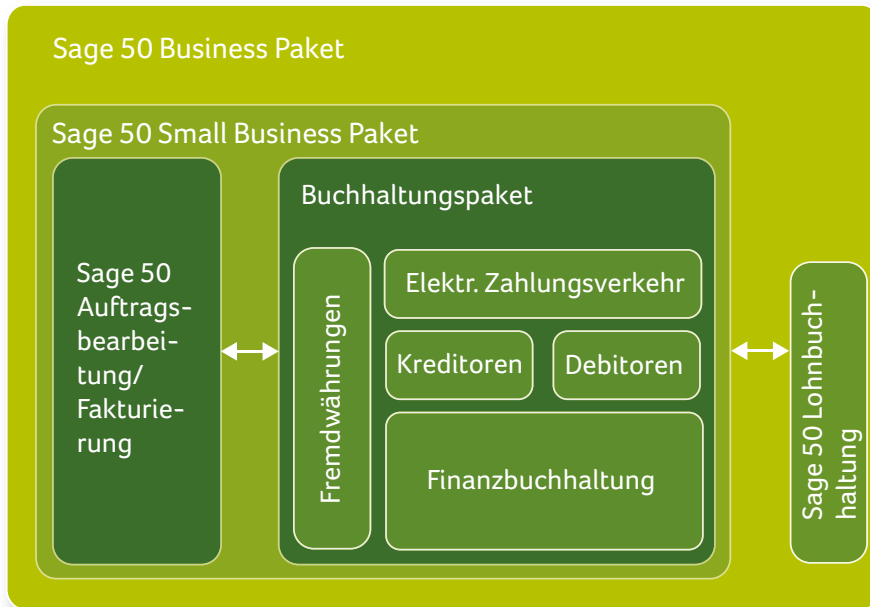 Sage 50 Business Paket
Sage 50 Small Business Paket
Sage 50
Auftrags-
bearbei-
tung/
Fakturie-
rung
Buchhaltungspaket
Fremdwährungen
Elektr. Zahlungsverkehr
Kreditoren
Debitoren
Finanzbuchhaltung
Sage 50 Lohnbuch-
haltung